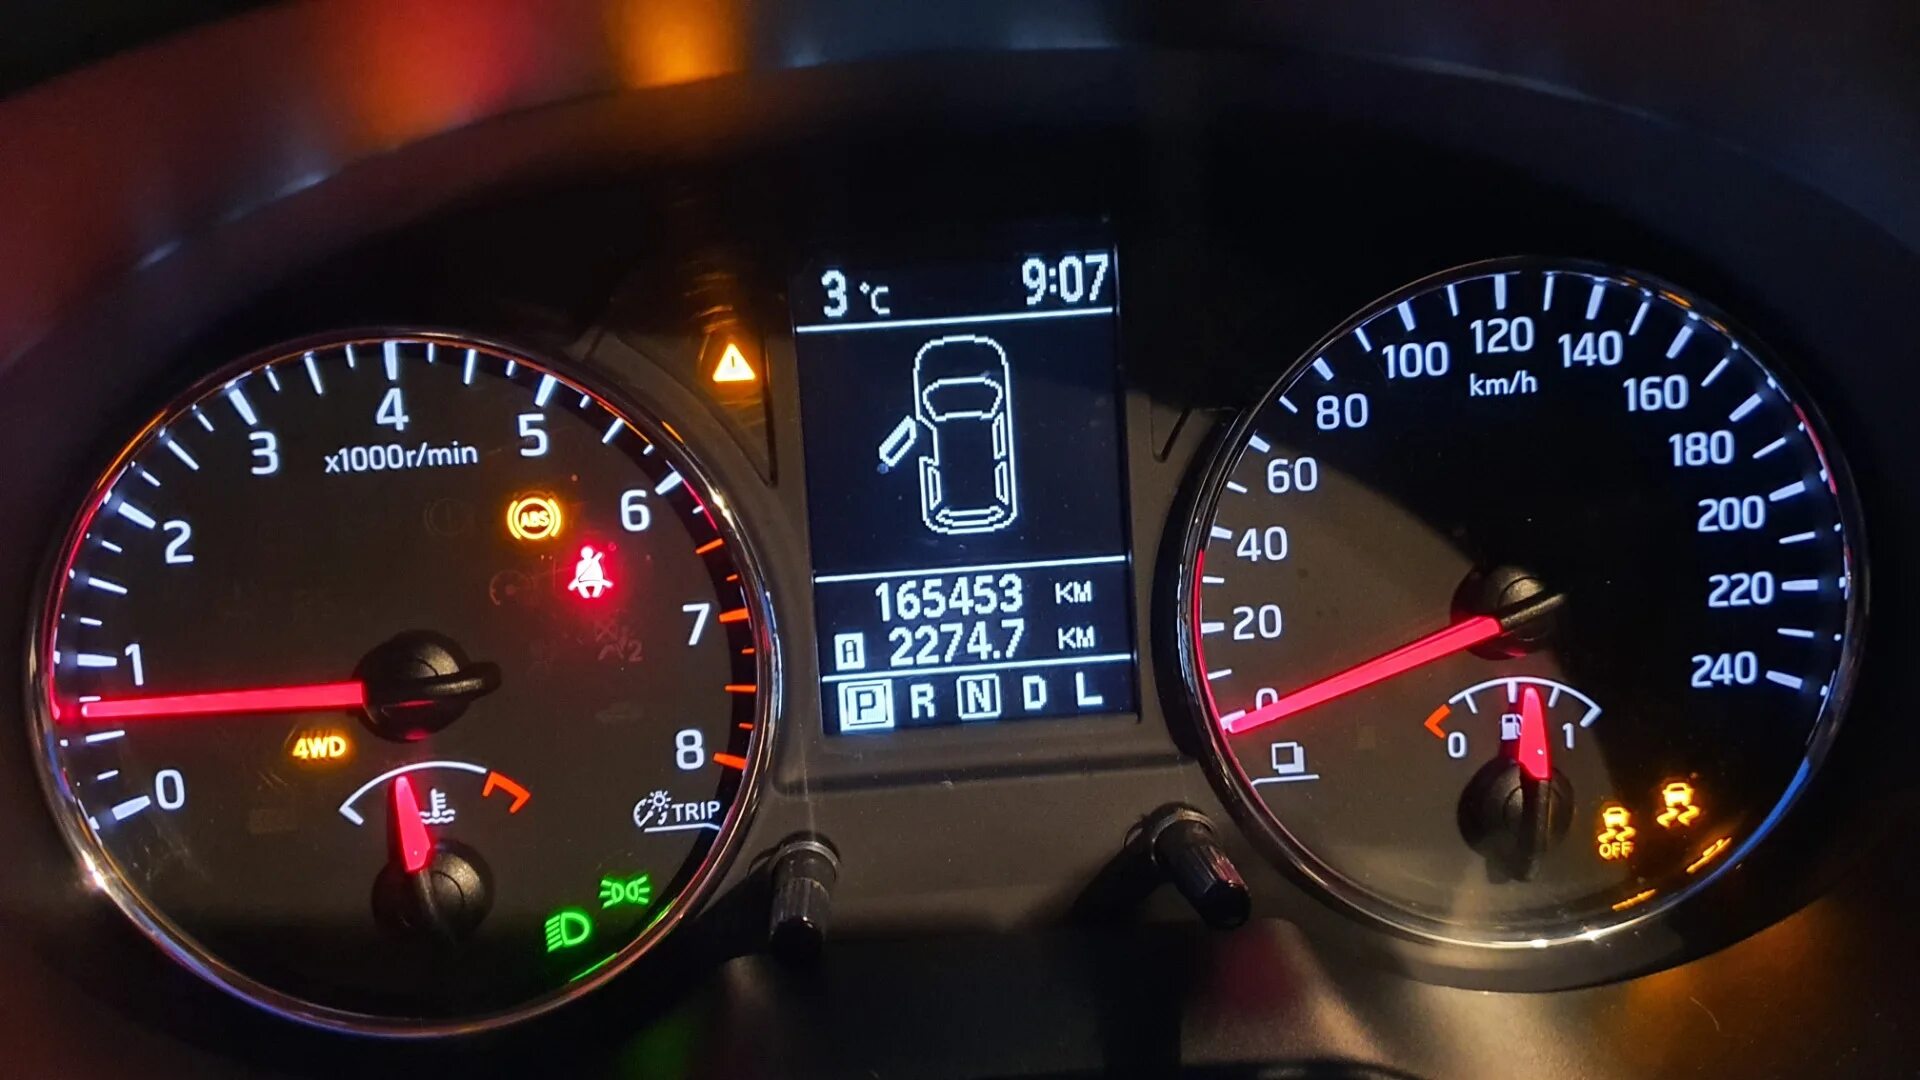 3 °C 9:07
165453 KM
A 2274.7 KM
P R N D L
0 1 2 3 4 5 6 7 8
x1000r/min
ABS
4WD
TRIP
0 20 40 60 80 100 120 140 160 180 200 220 240
km/h
0 1
OFF